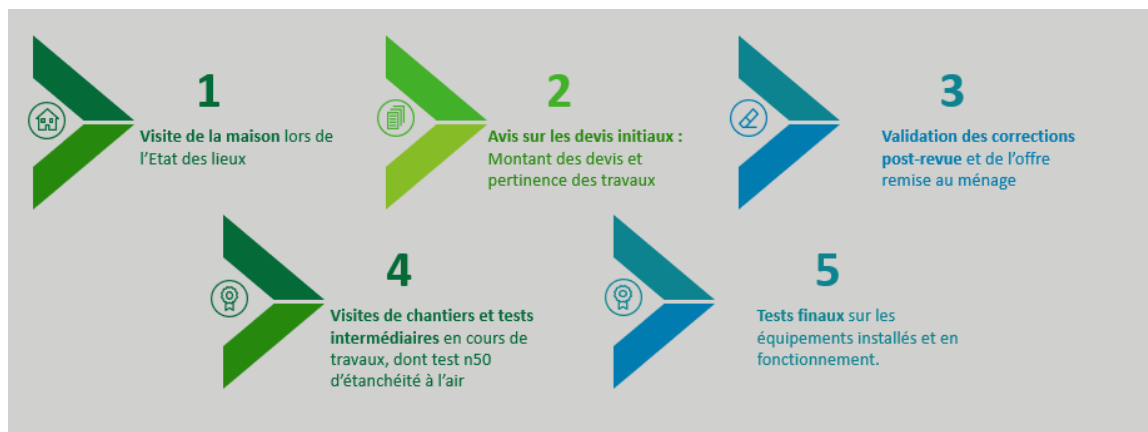 1
Visite de la maison lors de
l'Etat des lieux
2
Avis sur les devis initiaux :
Montant des devis et
pertinence des travaux
3
Validation des corrections
post-revue et de l'offre
remise au ménage
4
Visites de chantiers et tests
intermédiaires en cours de
travaux, dont test n50
d'étanchéité à l'air
5
Tests finaux sur les
équipements installés et en
fonctionnement.